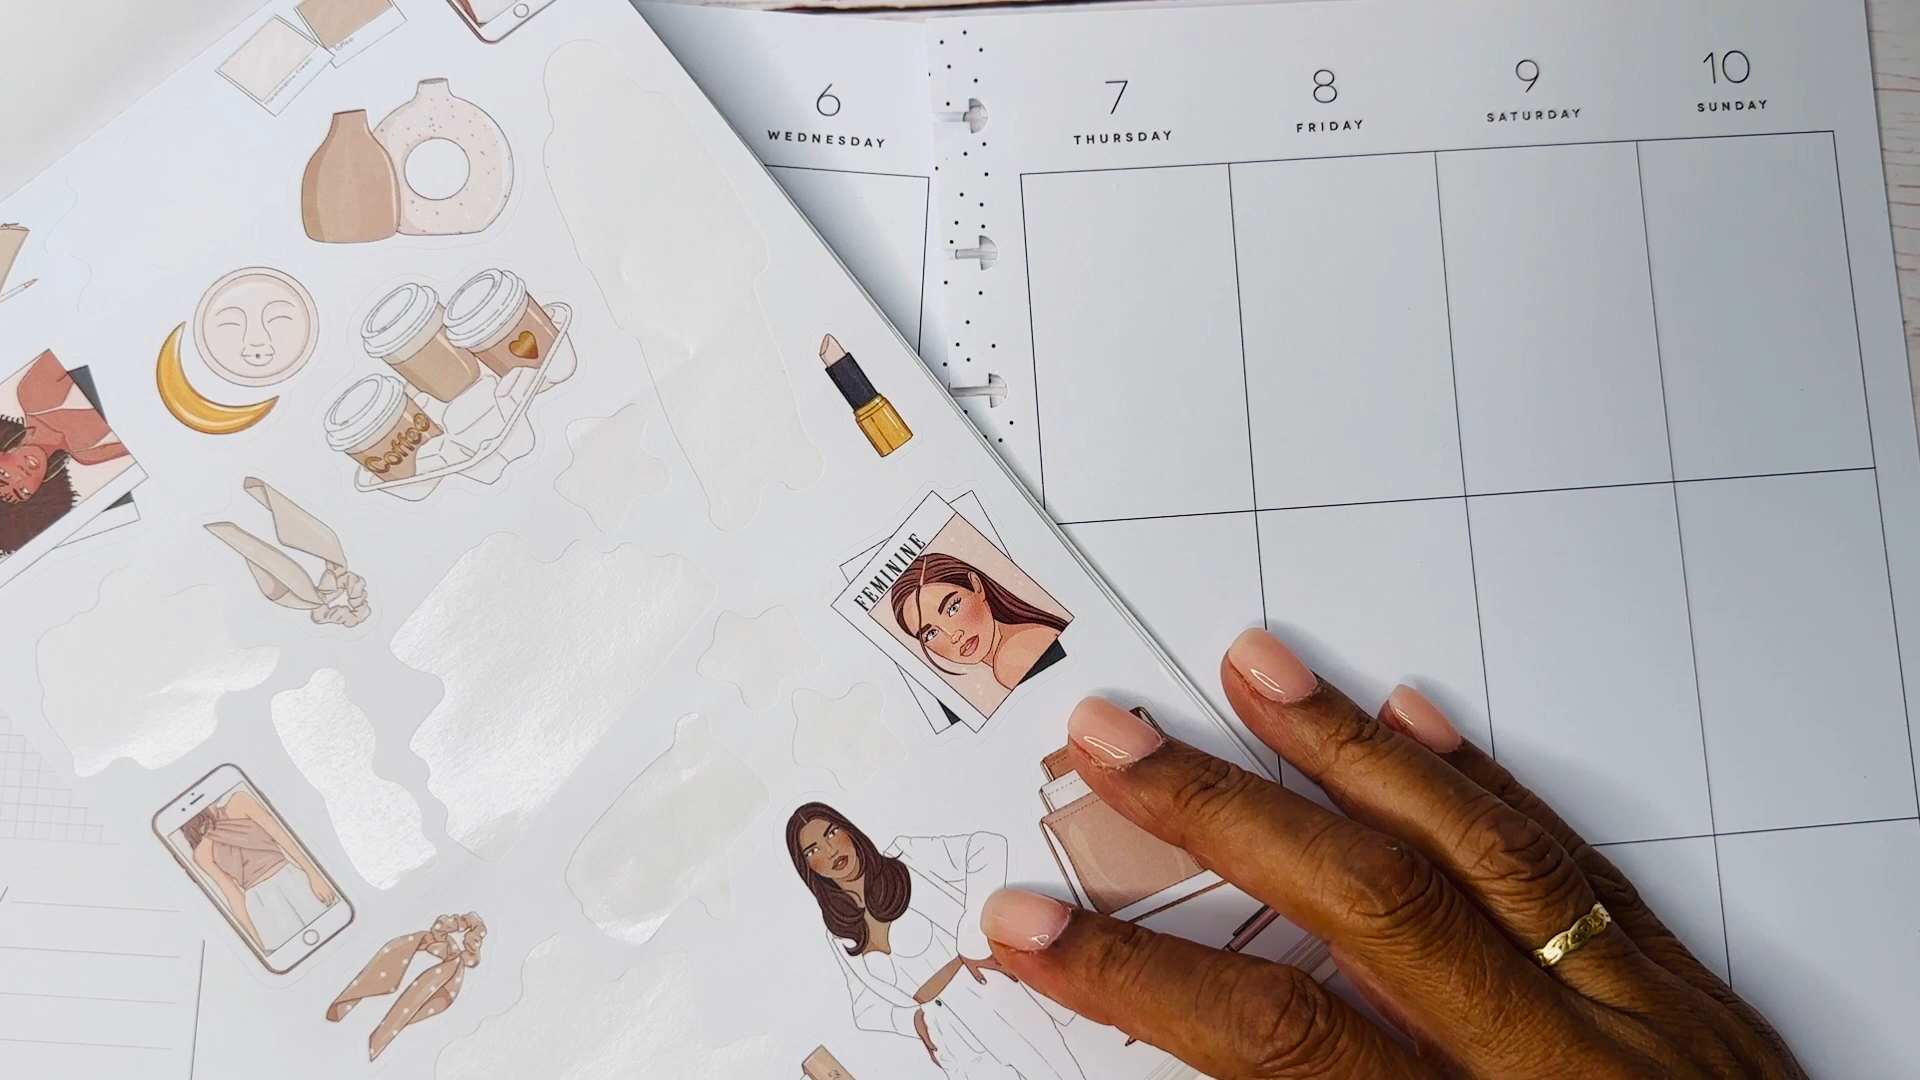 6
WEDNESDAY
7
THURSDAY
8
FRIDAY
9
SATURDAY
10
SUNDAY
Coffee
FEMININE